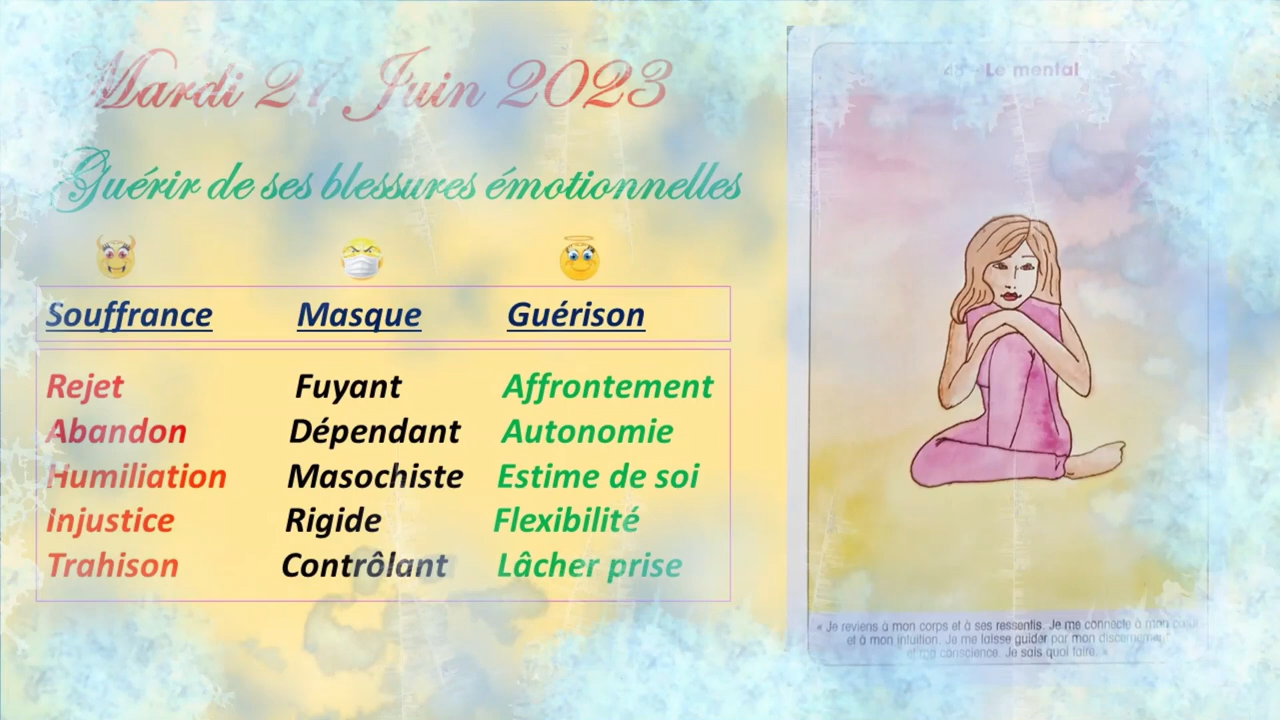 Mardi 27 Juin 2023
Guérir de ses blessures émotionnelles
Souffrance Masque Guérison
Rejet Fuyant Affrontement
Abandon Dépendant Autonomie
Humiliation Masochiste Estime de soi
Injustice Rigide Flexibilité
Trahison Contrôlant Lâcher prise
- Le mental
« Je reviens à mon corps et à ses ressentis. Je me connecte à mon cœur
et à mon intuition. Je me laisse guider par mon discernement
et ma conscience. Je sais quoi faire. »